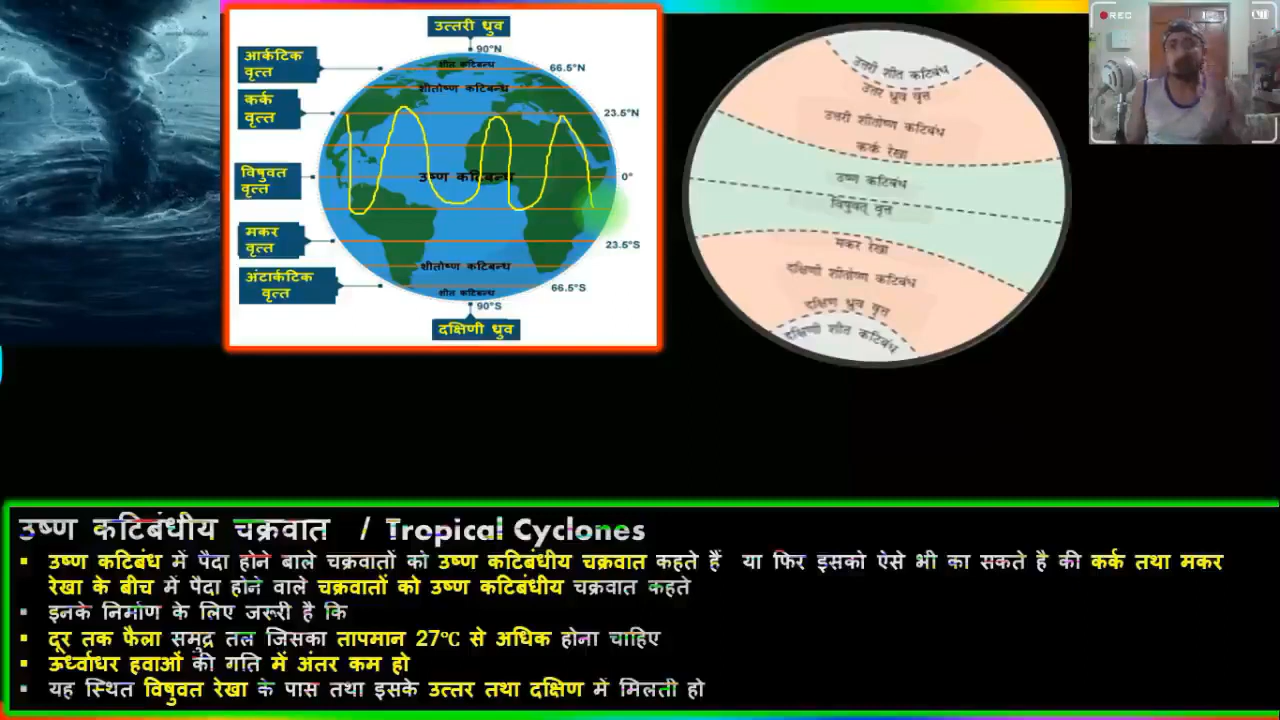 REC
उत्तरी ध्रुव
90°N
आर्कटिक
वृत्त
शीत कटिबन्ध
66.5°N
शीतोष्ण कटिबन्ध
कर्क
वृत्त
23.5°N
विषुवत
वृत्त
उष्ण कटिबन्ध
0°
मकर
वृत्त
23.5°S
शीतोष्ण कटिबन्ध
अंटार्कटिक
वृत्त
शीत कटिबन्ध
66.5°S
90°S
दक्षिणी ध्रुव
उत्तरी शीत कटिबंध
उत्तर ध्रुव वृत्त
उत्तरी शीतोष्ण कटिबंध
कर्क रेखा
उष्ण कटिबंध
विषुवत् वृत्त
मकर रेखा
दक्षिणी शीतोष्ण कटिबंध
दक्षिण ध्रुव वृत्त
दक्षिणी शीत कटिबंध
उष्ण कटिबंधीय चक्रवात / Tropical Cyclones
▪ उष्ण कटिबंध में पैदा होने बाले चक्रवातों को उष्ण कटिबंधीय चक्रवात कहते हैं या फिर इसको ऐसे भी का सकते है की कर्क तथा मकर
रेखा के बीच में पैदा होने वाले चक्रवातों को उष्ण कटिबंधीय चक्रवात कहते
▪ इनके निर्माण के लिए जरूरी है कि
▪ दूर तक फैला समुद्र तल जिसका तापमान 27℃ से अधिक होना चाहिए
▪ ऊर्ध्वाधर हवाओं की गति में अंतर कम हो
▪ यह स्थित विषुवत रेखा के पास तथा इसके उत्तर तथा दक्षिण में मिलती हो